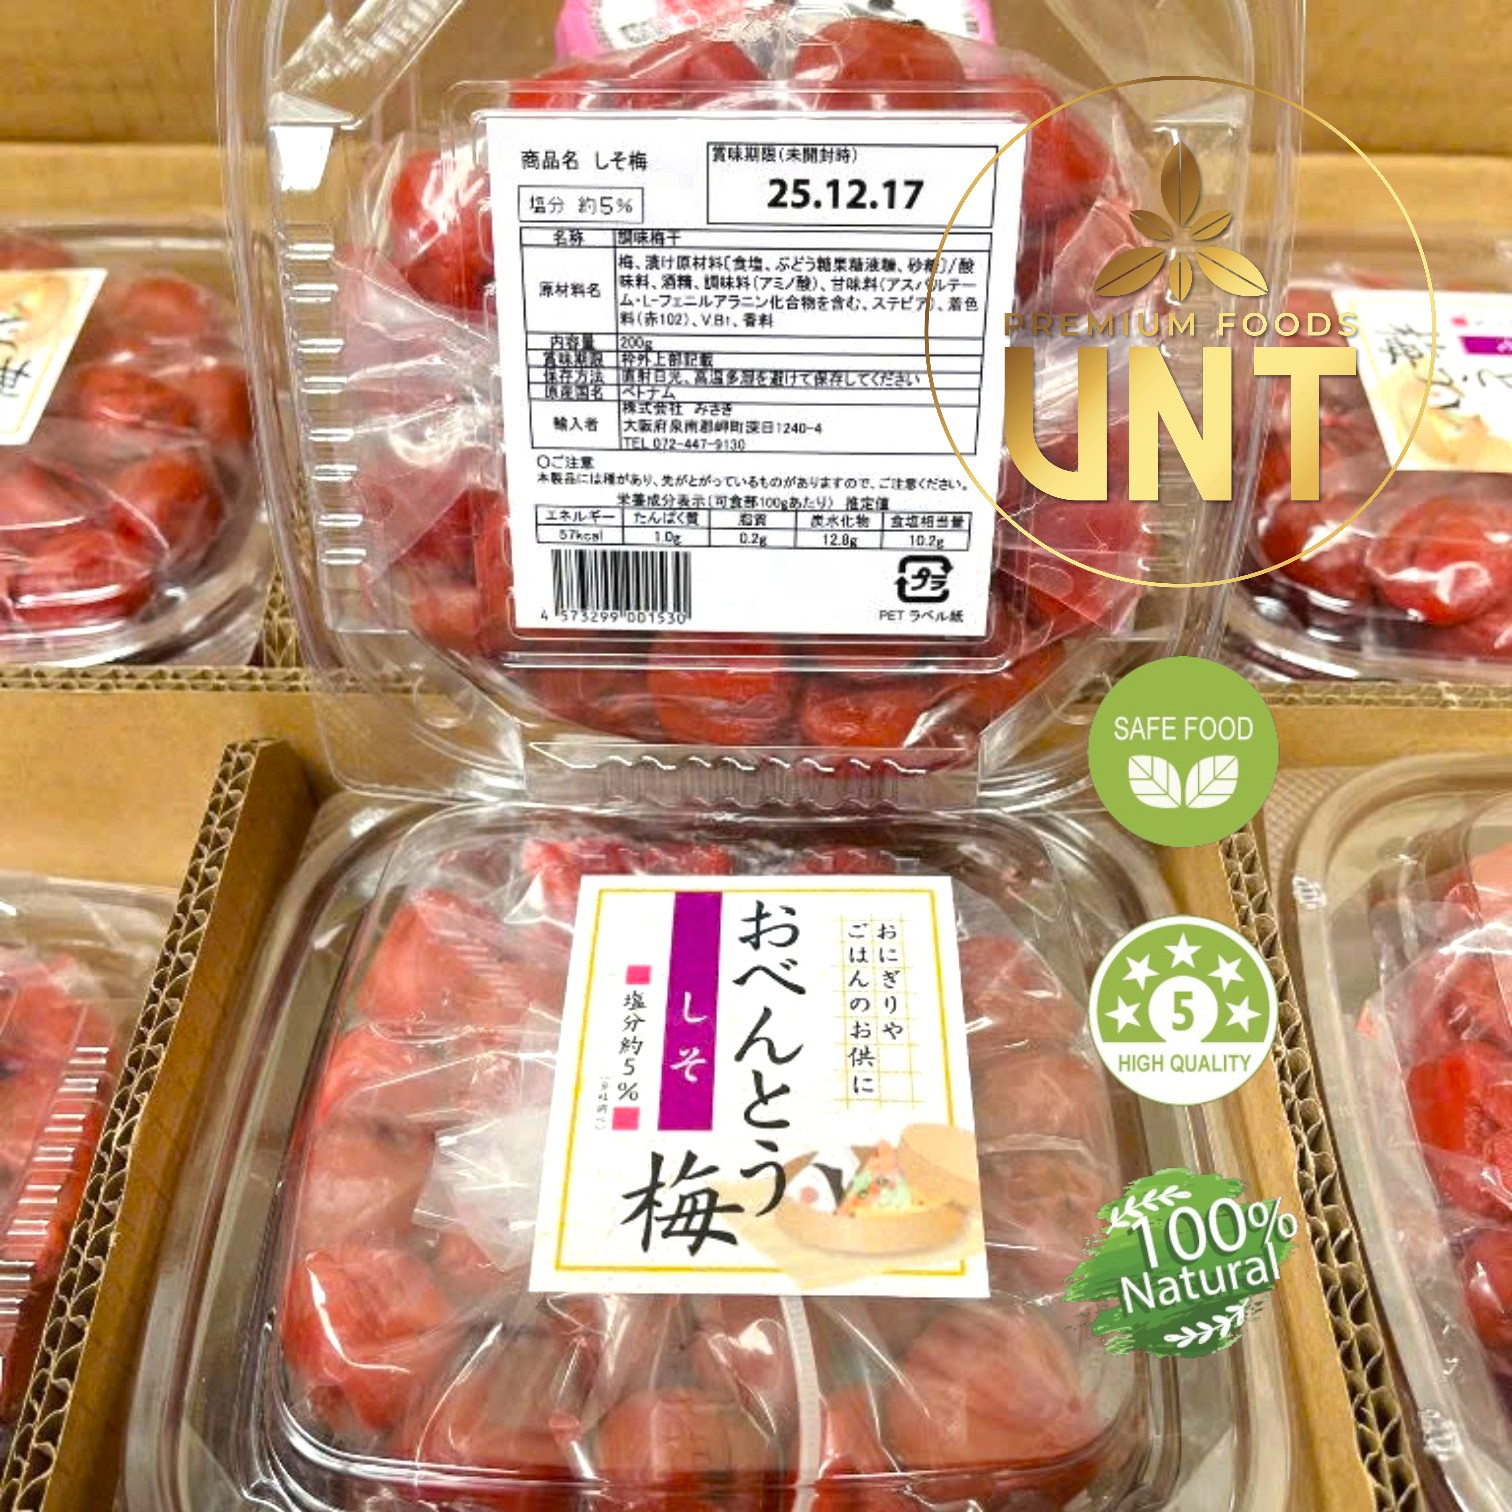 商品名 しそ梅
塩分 約5%
賞味期限(未開封時)
25.12.17
名称 調味梅干
原材料名 梅、漬け原材料〔食塩、ぶどう糖果糖液糖、砂糖〕/酸
味料、酒精、調味料(アミノ酸)、甘味料(アスパルテー
ム・L-フェニルアラニン化合物を含む、ステビア)、着色
料(赤102)、V.B1、香料
内容量 200g
賞味期限 枠外上部記載
保存方法 直射日光、高温多湿を避けて保存してください
原産国名 ベトナム
輸入者 株式会社 みさき
大阪府泉南郡岬町深日1240-4
TEL 072-447-9130
〇ご注意
本製品には種があり、先がとがっているものがありますので、ご注意ください。
栄養成分表示(可食部100gあたり) 推定値
エネルギー たんぱく質 脂質 炭水化物 食塩相当量
57kcal 1.0g 0.2g 12.8g 10.2g
4 573299 001530
プラ
PET ラベル紙
PREMIUM FOODS
UNT
SAFE FOOD
5
HIGH QUALITY
100%
Natural
おにぎりや
ごはんのお供に
おべんとう
梅
しそ
塩分約5%